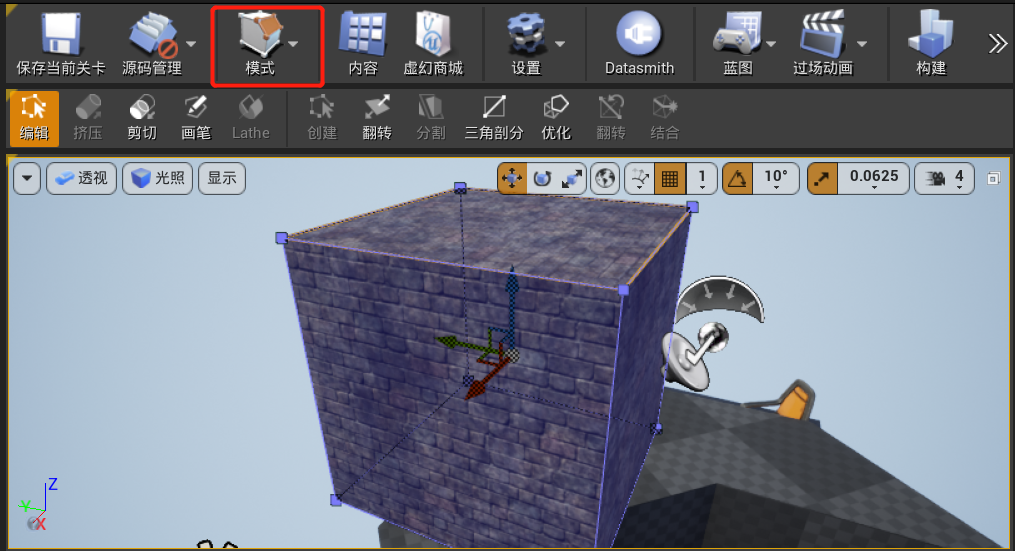 保存当前关卡 源码管理 模式 内容 虚幻商城 设置 Datasmith 蓝图 过场动画 构建
编辑 挤压 剪切 画笔 Lathe 创建 翻转 分割 三角剖分 优化 翻转 结合
透视 光照 显示 1 10° 0.0625 4
Z
Y
X